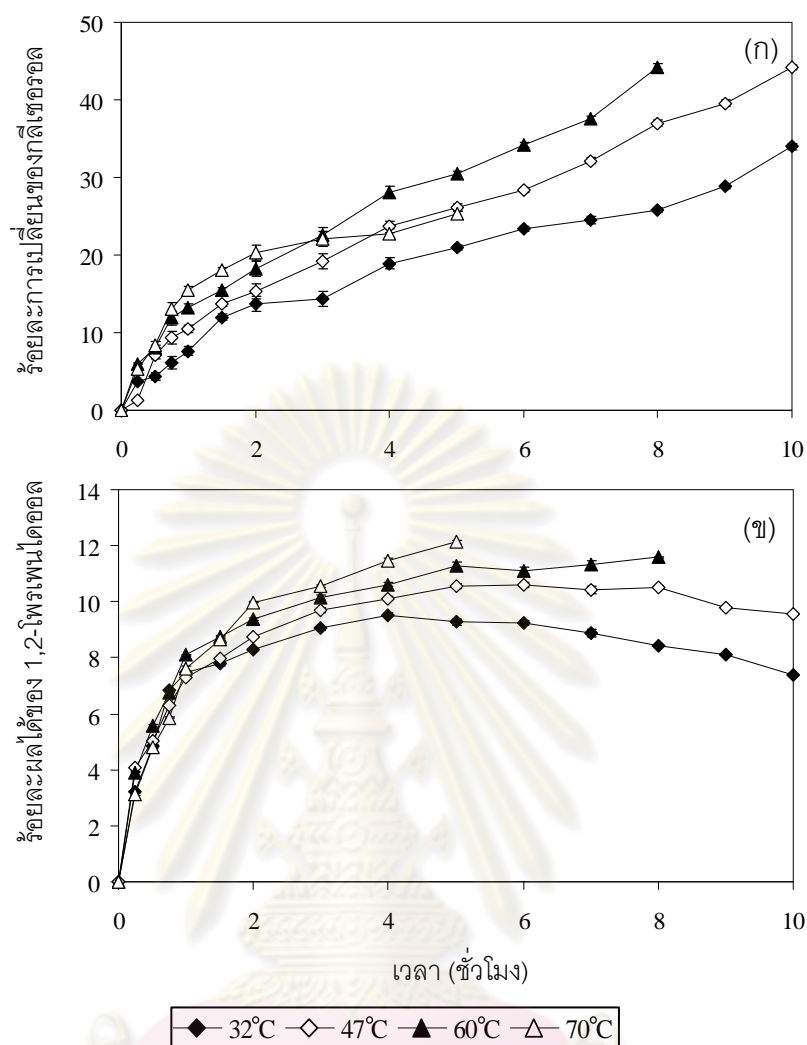 ร้อยละการเปลี่ยนของกลีเซอรอล
50
40
30
20
10
0
(ก)
0 2 4 6 8 10
ร้อยละผลได้ของ 1,2-โพรเพนไดออล
14
12
10
8
6
4
2
0
(ข)
0 2 4 6 8 10
เวลา (ชั่วโมง)
32°C 47°C 60°C 70°C